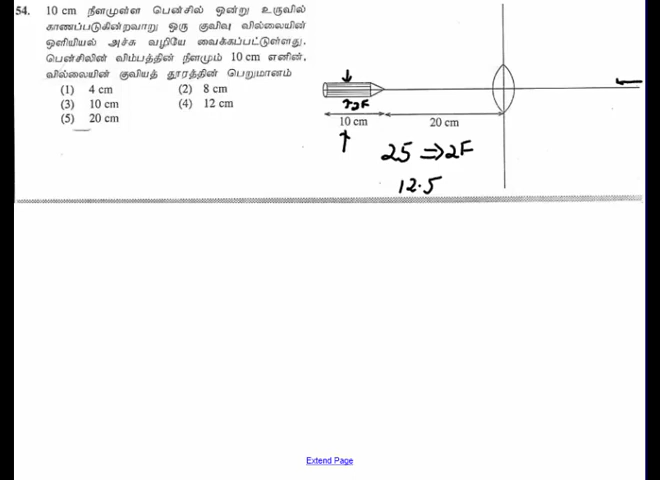 54. 10 cm நீளமுள்ள பென்சில் ஒன்று உருவில்
காணப்படுகின்றவாறு ஒரு குவிவு வில்லையின்
ஒளியியல் அச்சு வழியே வைக்கப்பட்டுள்ளது.
பென்சிலின் விம்பத்தின் நீளமும் 10 cm எனின்,
வில்லையின் குவியத் தூரத்தின் பெறுமானம்
(1) 4 cm (2) 8 cm
(3) 10 cm (4) 12 cm
(5) 20 cm
2F
10 cm 20 cm
25 ⇒ 2F
12.5
Extend Page